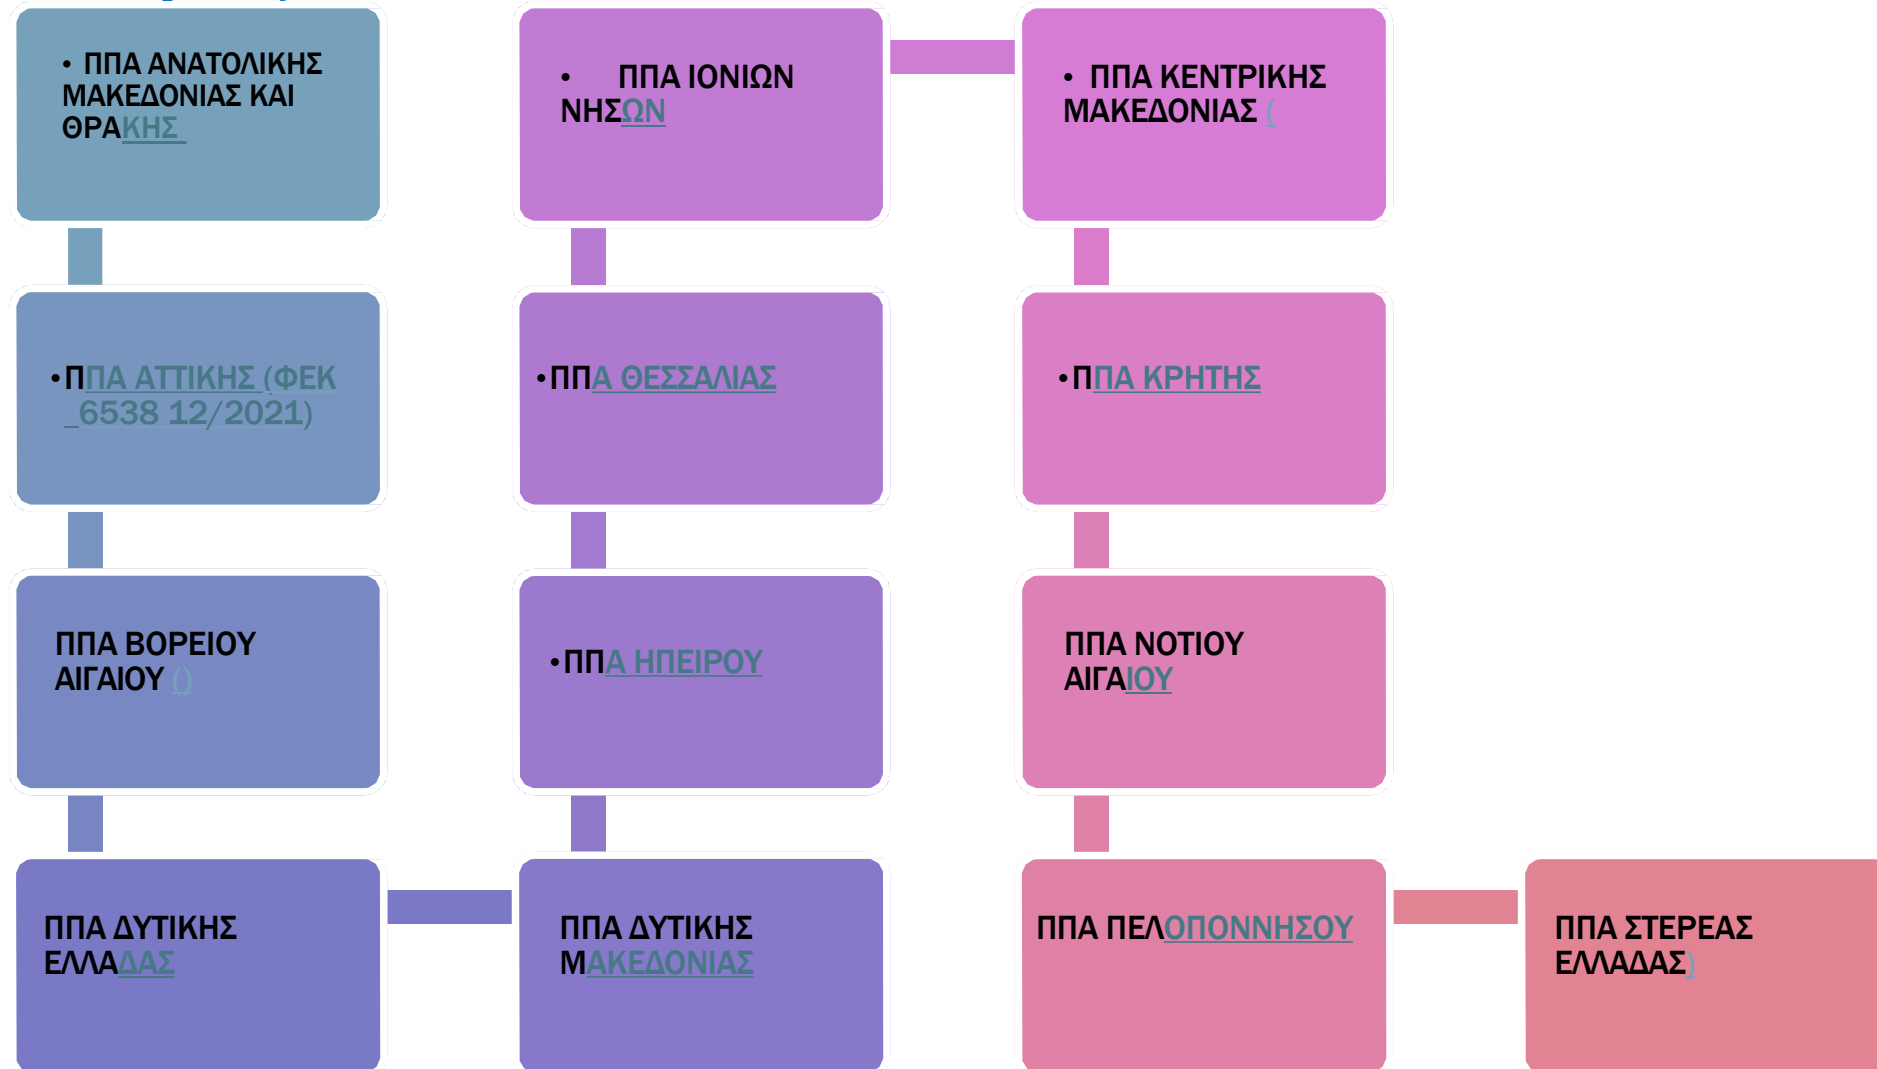 • ΠΠΑ ΑΝΑΤΟΛΙΚΗΣ
ΜΑΚΕΔΟΝΙΑΣ ΚΑΙ
ΘΡΑΚΗΣ
•ΠΠΑ ΑΤΤΙΚΗΣ (ΦΕΚ
_6538 12/2021)
ΠΠΑ ΒΟΡΕΙΟΥ
ΑΙΓΑΙΟΥ ()
ΠΠΑ ΔΥΤΙΚΗΣ
ΕΛΛΑΔΑΣ
ΠΠΑ ΔΥΤΙΚΗΣ
ΜΑΚΕΔΟΝΙΑΣ
•ΠΠΑ ΗΠΕΙΡΟΥ
•ΠΠΑ ΘΕΣΣΑΛΙΑΣ
• ΠΠΑ ΙΟΝΙΩΝ
ΝΗΣΩΝ
• ΠΠΑ ΚΕΝΤΡΙΚΗΣ
ΜΑΚΕΔΟΝΙΑΣ (
•ΠΠΑ ΚΡΗΤΗΣ
ΠΠΑ ΝΟΤΙΟΥ
ΑΙΓΑΙΟΥ
ΠΠΑ ΠΕΛΟΠΟΝΝΗΣΟΥ
ΠΠΑ ΣΤΕΡΕΑΣ
ΕΛΛΑΔΑΣ)